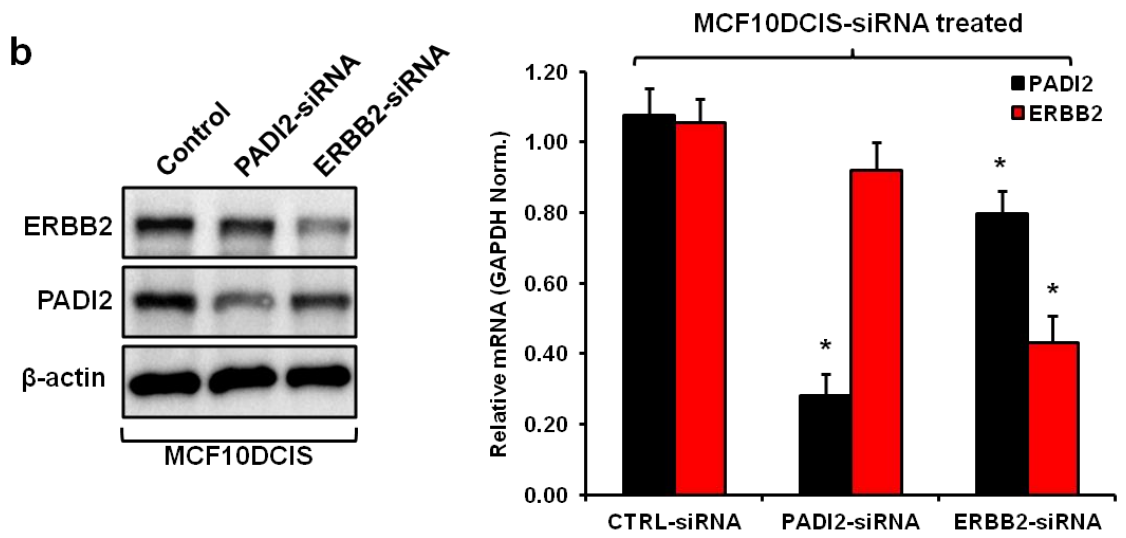 b
Control
PADI2-siRNA
ERBB2-siRNA
ERBB2
PADI2
β-actin
MCF10DCIS
MCF10DCIS-siRNA treated
PADI2
ERBB2
Relative mRNA (GAPDH Norm.)
1.20
1.00
0.80
0.60
0.40
0.20
0.00
*
*
*
CTRL-siRNA
PADI2-siRNA
ERBB2-siRNA